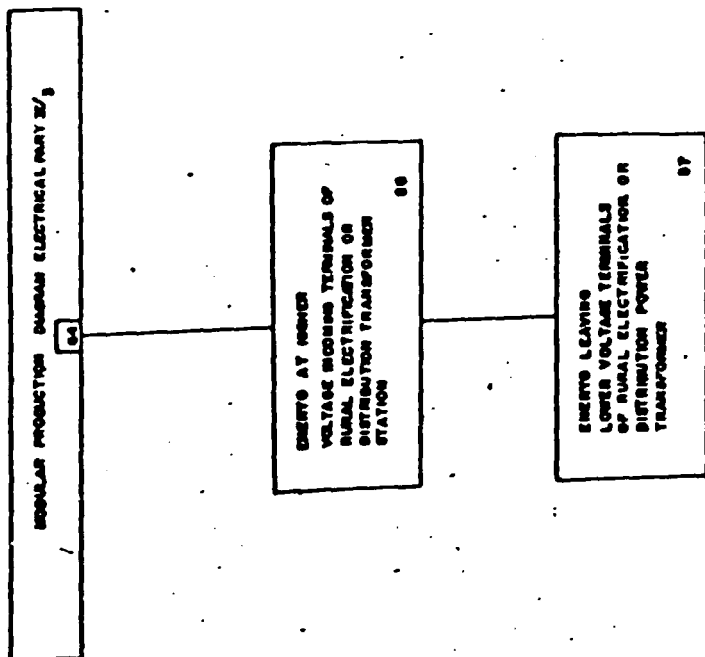 MODULAR PRODUCTION DIAGRAM ELECTRICAL PART II/3
64
ENERGY AT HIGHER
VOLTAGE INCOMING TERMINALS OF
RURAL ELECTRIFICATION OR
DISTRIBUTION TRANSFORMER
STATION
ENERGY LEAVING
LOWER VOLTAGE TERMINALS
OF RURAL ELECTRIFICATION OR
DISTRIBUTION POWER
TRANSFORMER
67